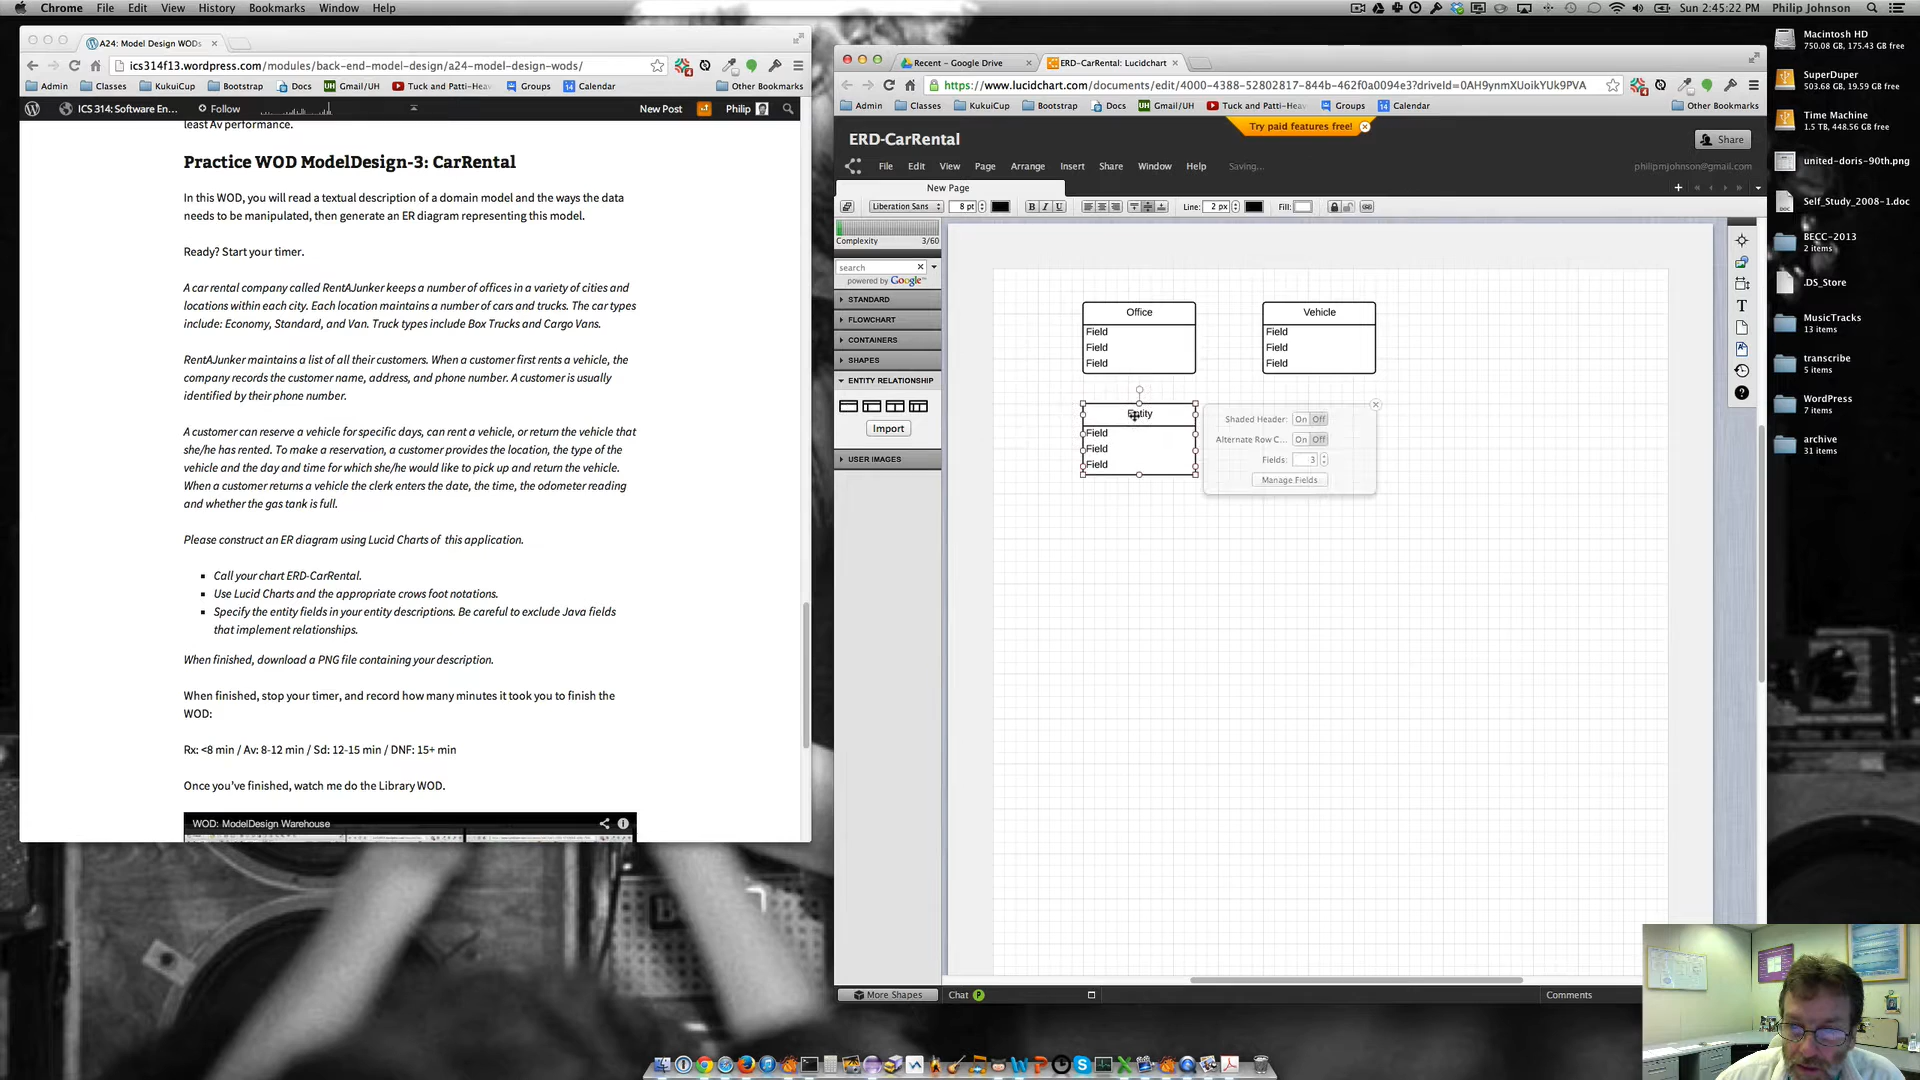 Chrome File Edit View History Bookmarks Window Help
Sun 2:45:22 PM Philip Johnson
A24: Model Design WODs
ics314f13.wordpress.com/modules/back-end-model-design/a24-model-design-wods/
Admin Classes KukuiCup Bootstrap Docs Gmail/UH Tuck and Patti-Heav Groups Calendar Other Bookmarks
ICS 314: Software En... Follow New Post Philip
least Av performance.
Practice WOD ModelDesign-3: CarRental
In this WOD, you will read a textual description of a domain model and the ways the data
needs to be manipulated, then generate an ER diagram representing this model.
Ready? Start your timer.
A car rental company called RentAJunker keeps a number of offices in a variety of cities and
locations within each city. Each location maintains a number of cars and trucks. The car types
include: Economy, Standard, and Van. Truck types include Box Trucks and Cargo Vans.
RentAJunker maintains a list of all their customers. When a customer first rents a vehicle, the
company records the customer name, address, and phone number. A customer is usually
identified by their phone number.
A customer can reserve a vehicle for specific days, can rent a vehicle, or return the vehicle that
she/he has rented. To make a reservation, a customer provides the location, the type of the
vehicle and the day and time for which she/he would like to pick up and return the vehicle.
When a customer returns a vehicle the clerk enters the date, the time, the odometer reading
and whether the gas tank is full.
Please construct an ER diagram using Lucid Charts of this application.
Call your chart ERD-CarRental.
Use Lucid Charts and the appropriate crows foot notations.
Specify the entity fields in your entity descriptions. Be careful to exclude Java fields
that implement relationships.
When finished, download a PNG file containing your description.
When finished, stop your timer, and record how many minutes it took you to finish the
WOD:
Rx: <8 min / Av: 8-12 min / Sd: 12-15 min / DNF: 15+ min
Once you've finished, watch me do the Library WOD.
WOD: ModelDesign Warehouse
Recent - Google Drive
ERD-CarRental: Lucidchart
https://www.lucidchart.com/documents/edit/4000-4388-52802817-844b-462f0a0094e3?driveId=0AH9ynmXUoikYUk9PVA
Admin Classes KukuiCup Bootstrap Docs Gmail/UH Tuck and Patti-Heav Groups Calendar Other Bookmarks
Try paid features free!
ERD-CarRental
Share
File Edit View Page Arrange Insert Share Window Help Saving...
philipmjohnson@gmail.com
New Page
Liberation Sans 8 pt B I U Line: 2 px Fill:
Complexity 3/60
search
powered by Google
STANDARD
FLOWCHART
CONTAINERS
SHAPES
ENTITY RELATIONSHIP
Import
USER IMAGES
Office
Field
Field
Field
Vehicle
Field
Field
Field
Entity
Field
Field
Field
Shaded Header: On Off
Alternate Row C... On Off
Fields: 3
Manage Fields
More Shapes
Chat P
Comments
Macintosh HD
750.08 GB, 175.43 GB free
SuperDuper
503.68 GB, 19.59 GB free
Time Machine
1.5 TB, 448.56 GB free
united-doris-90th.png
Self_Study_2008-1.doc
BECC-2013
2 items
.DS_Store
MusicTracks
13 items
transcribe
5 items
WordPress
7 items
archive
31 items